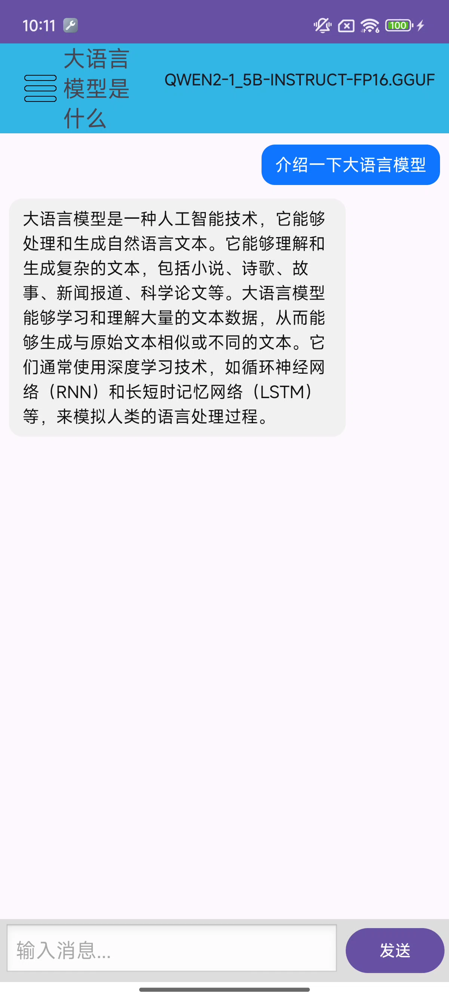 10:11
6
100
大语言
模型是
什么
QWEN2-1_5B-INSTRUCT-FP16.GGUF
介绍一下大语言模型
大语言模型是一种人工智能技术，它能够
处理和生成自然语言文本。它能够理解和
生成复杂的文本，包括小说、诗歌、故
事、新闻报道、科学论文等。大语言模型
能够学习和理解大量的文本数据，从而能
够生成与原始文本相似或不同的文本。它
们通常使用深度学习技术，如循环神经网
络（RNN）和长短时记忆网络（LSTM）
等，来模拟人类的语言处理过程。
输入消息...
发送